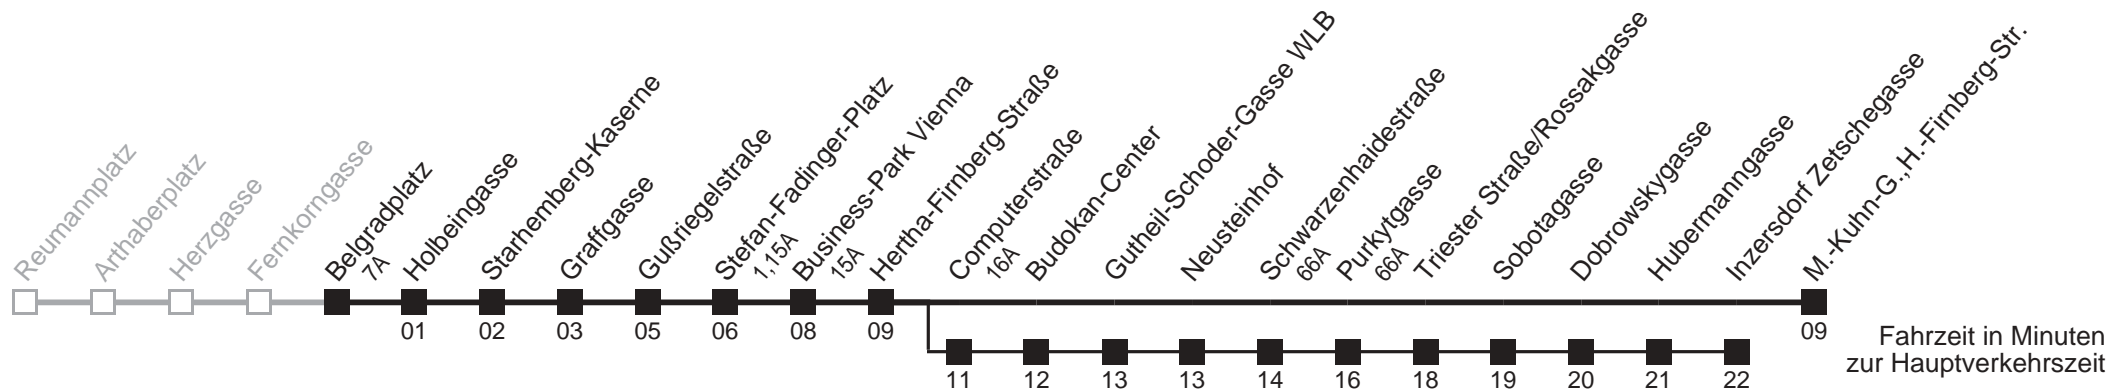 Reumannplatz
Arthaberplatz
Herzgasse
Fernkorngasse
Belgradplatz
7A
Holbeingasse
Starhemberg-Kaserne
Graffgasse
Gußriegelstraße
Stefan-Fadinger-Platz
1,15A
Business-Park Vienna
15A
Hertha-Firnberg-Straße
Computerstraße
16A
Budokan-Center
Gutheil-Schoder-Gasse WLB
Neusteinhof
Schwarzenhaidestraße
66A
Purkytgasse
66A
Triester Straße/Rossakgasse
Sobotagasse
Dobrowskygasse
Hubermanngasse
Inzersdorf Zetschegasse
M.-Kuhn-G.,H.-Firnberg-Str.
01 02 03 05 06 08 09 09
11 12 13 13 14 16 18 19 20 21 22
Fahrzeit in Minuten
zur Hauptverkehrszeit